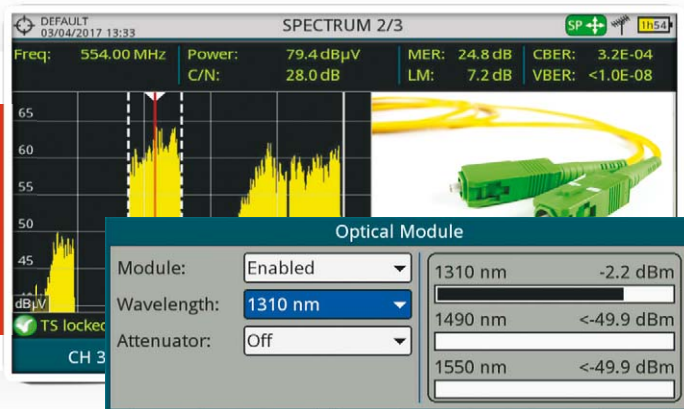 DEFAULT
03/04/2017 13:33
SPECTRUM 2/3
SP
1h54
Freq: 554.00 MHz Power: 79.4 dBµV MER: 24.8 dB CBER: 3.2E-04
C/N: 28.0 dB LM: 7.2 dB VBER: <1.0E-08
65
60
55
50
45
dBµV
TS locked
CH 3
Optical Module
Module: Enabled
Wavelength: 1310 nm
Attenuator: Off
1310 nm -2.2 dBm
1490 nm <-49.9 dBm
1550 nm <-49.9 dBm